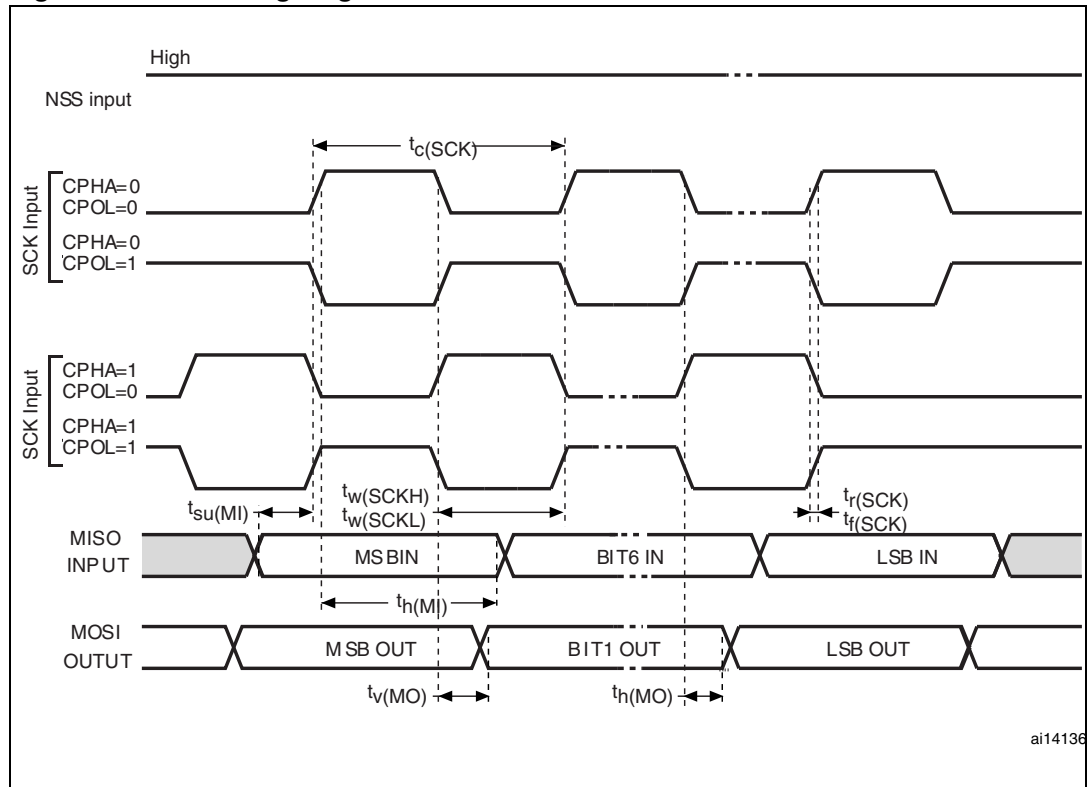 High
NSS input
tc(SCK)
SCK Input
CPHA=0
CPOL=0
CPHA=0
CPOL=1
SCK Input
CPHA=1
CPOL=0
CPHA=1
CPOL=1
tsu(MI)
tw(SCKH)
tw(SCKL)
tr(SCK)
tf(SCK)
MISO
INPUT
MSBIN
BIT6 IN
LSB IN
th(MI)
MOSI
OUTUT
MSB OUT
BIT1 OUT
LSB OUT
tv(MO)
th(MO)
ai14136